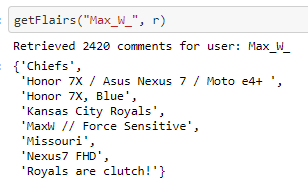 getFlairs("Max_W_", r)
Retrieved 2420 comments for user: Max_W_
{'Chiefs',
'Honor 7X / Asus Nexus 7 / Moto e4+ ',
'Honor 7X, Blue',
'Kansas City Royals',
'MaxW // Force Sensitive',
'Missouri',
'Nexus7 FHD',
'Royals are clutch!'}